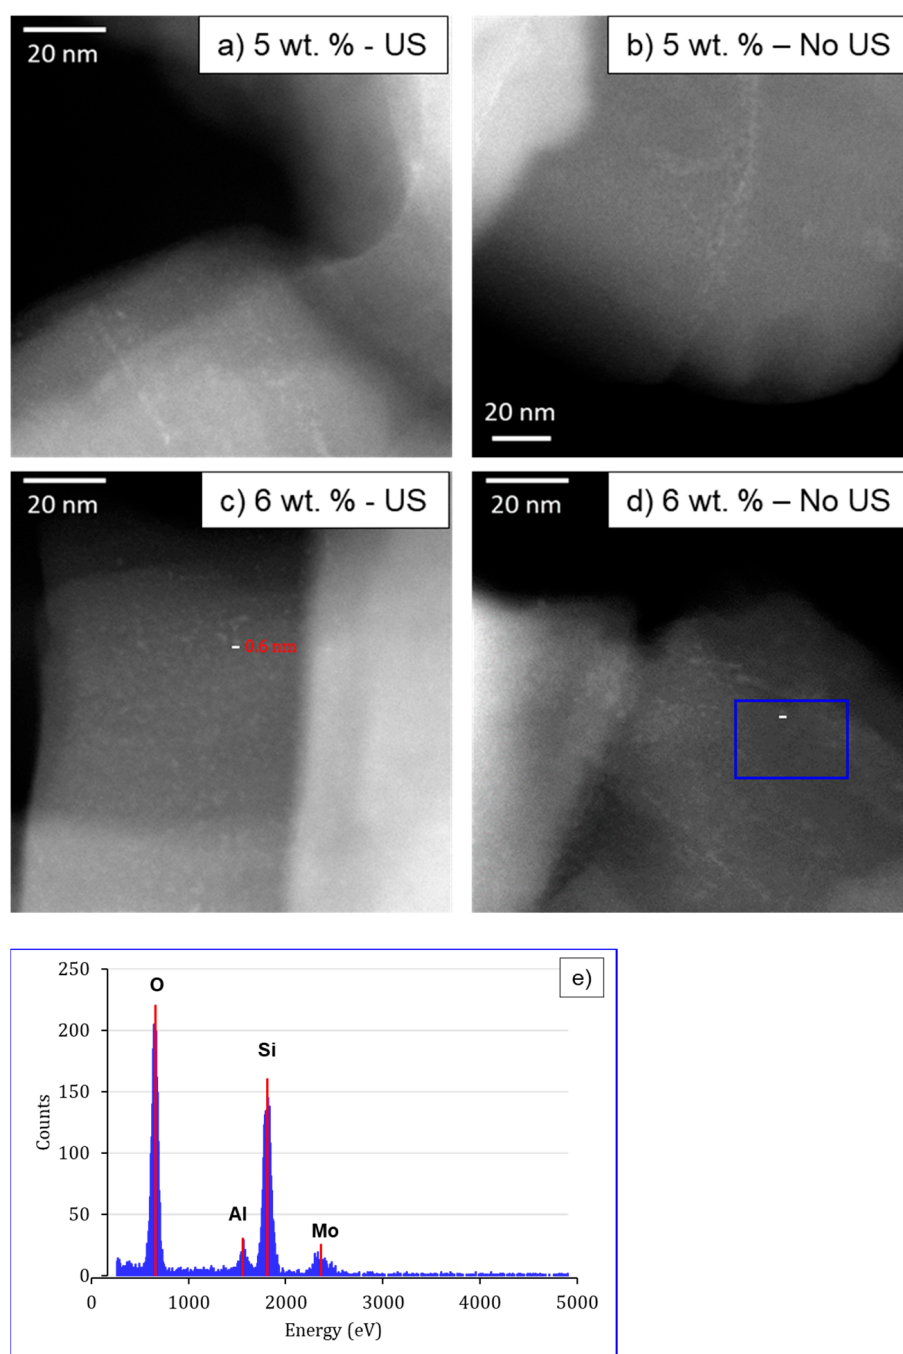 20 nm
a) 5 wt. % - US
b) 5 wt. % – No US
20 nm
20 nm
c) 6 wt. % - US
0.6 nm
20 nm
d) 6 wt. % – No US
e)
250
200
150
100
50
0
Counts
O
Si
Al
Mo
0 1000 2000 3000 4000 5000
Energy (eV)